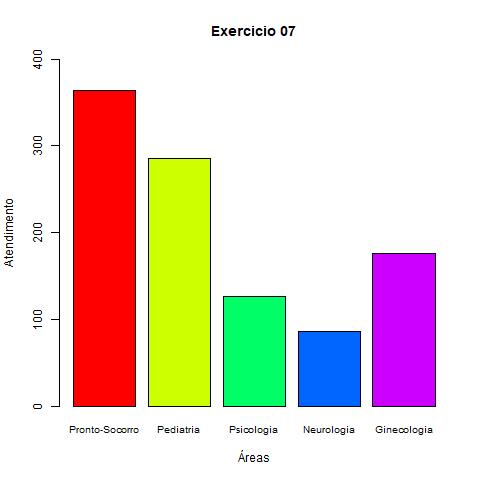 Exercicio 07
Atendimento
400
300
200
100
0
Pronto-Socorro Pediatria Psicologia Neurologia Ginecologia
Áreas